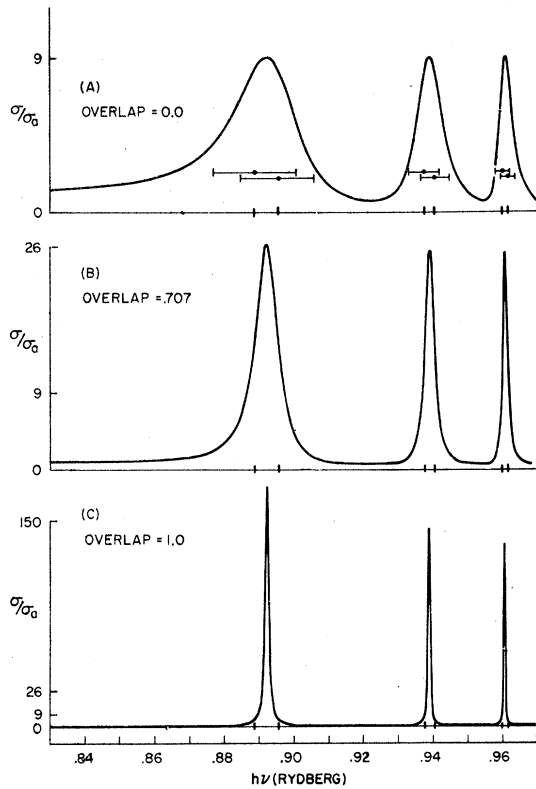 9
(A)
σ/σa
OVERLAP = 0.0
0
26
(B)
OVERLAP = .707
σ/σa
9
0
(C)
150
OVERLAP = 1.0
σ/σa
26
9
0
.84 .86 .88 .90 .92 .94 .96
hν (RYDBERG)